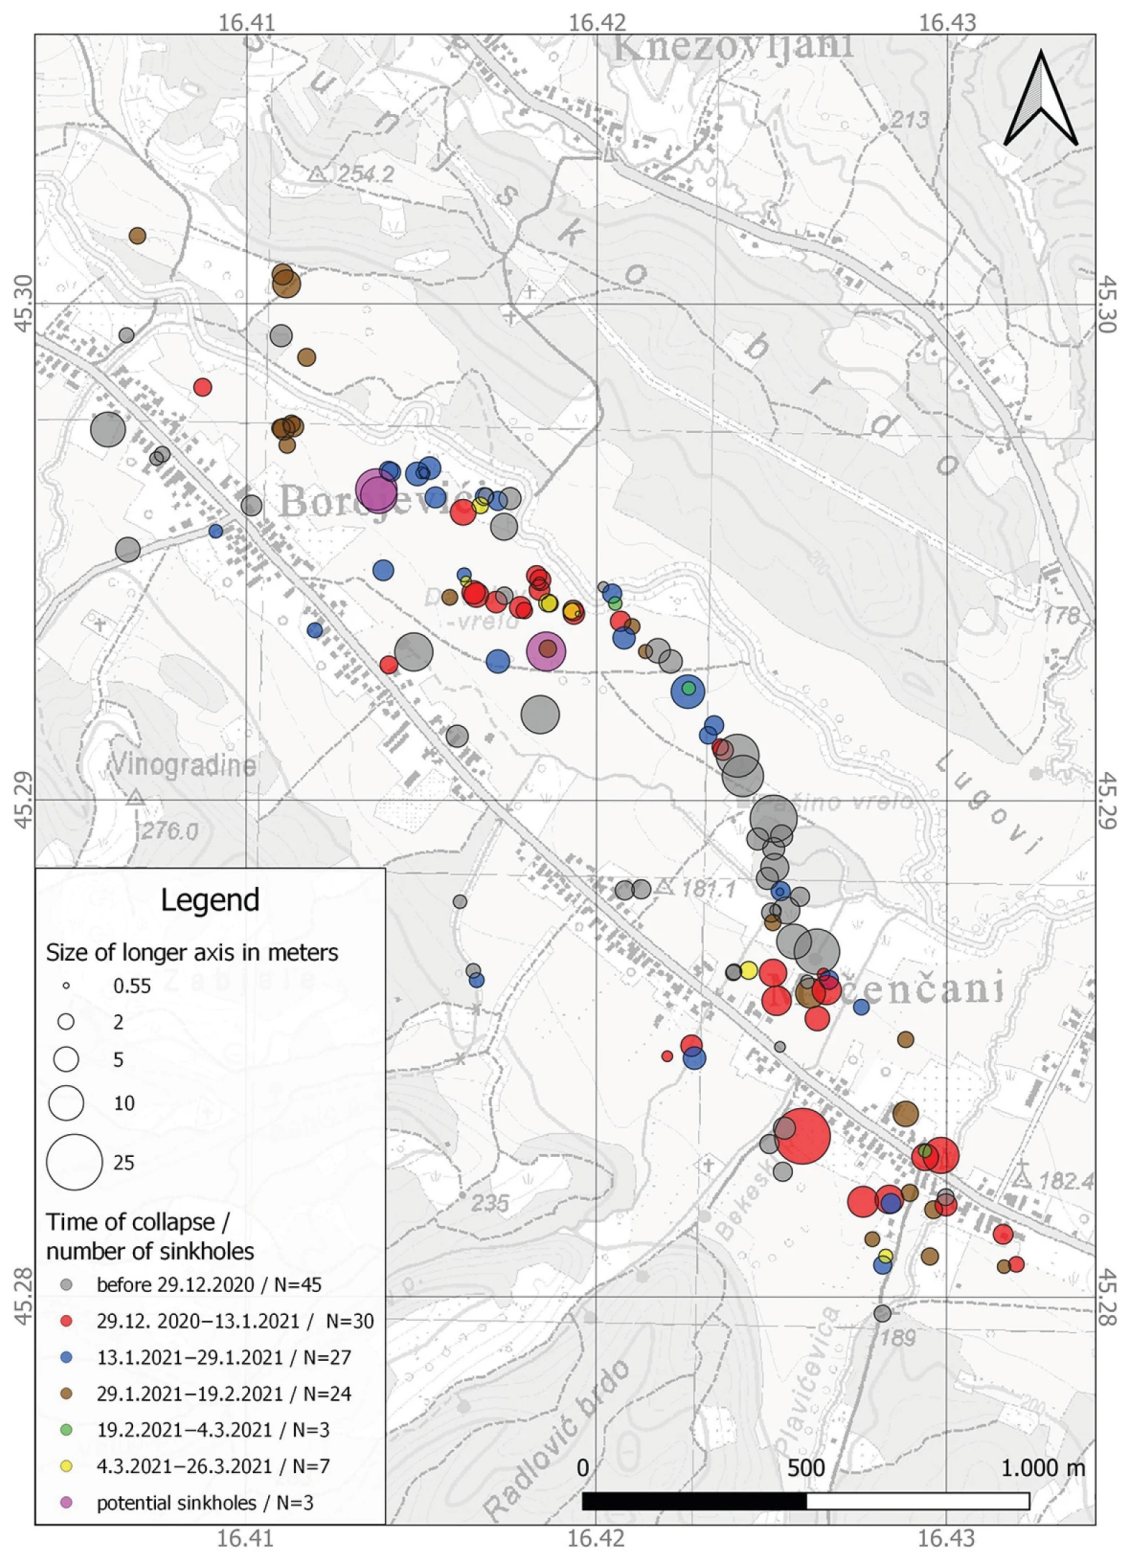 16.41
16.42
16.43
Knezovljani
S u n s k o b r d o
213
254.2
45.30
45.30
Borojevići
-vrelo
178
Vinogradine
276.0
Pašino vrelo
Lugovi
45.29
45.29
181.1
Mečenčani
Legend
Size of longer axis in meters
0.55
2
5
10
25
Time of collapse /
number of sinkholes
before 29.12.2020 / N=45
29.12. 2020–13.1.2021 / N=30
13.1.2021–29.1.2021 / N=27
29.1.2021–19.2.2021 / N=24
19.2.2021–4.3.2021 / N=3
4.3.2021–26.3.2021 / N=7
potential sinkholes / N=3
235
182.4
45.28
45.28
189
Plavićevica
Radlović brdo
0 500 1.000 m
16.41
16.42
16.43